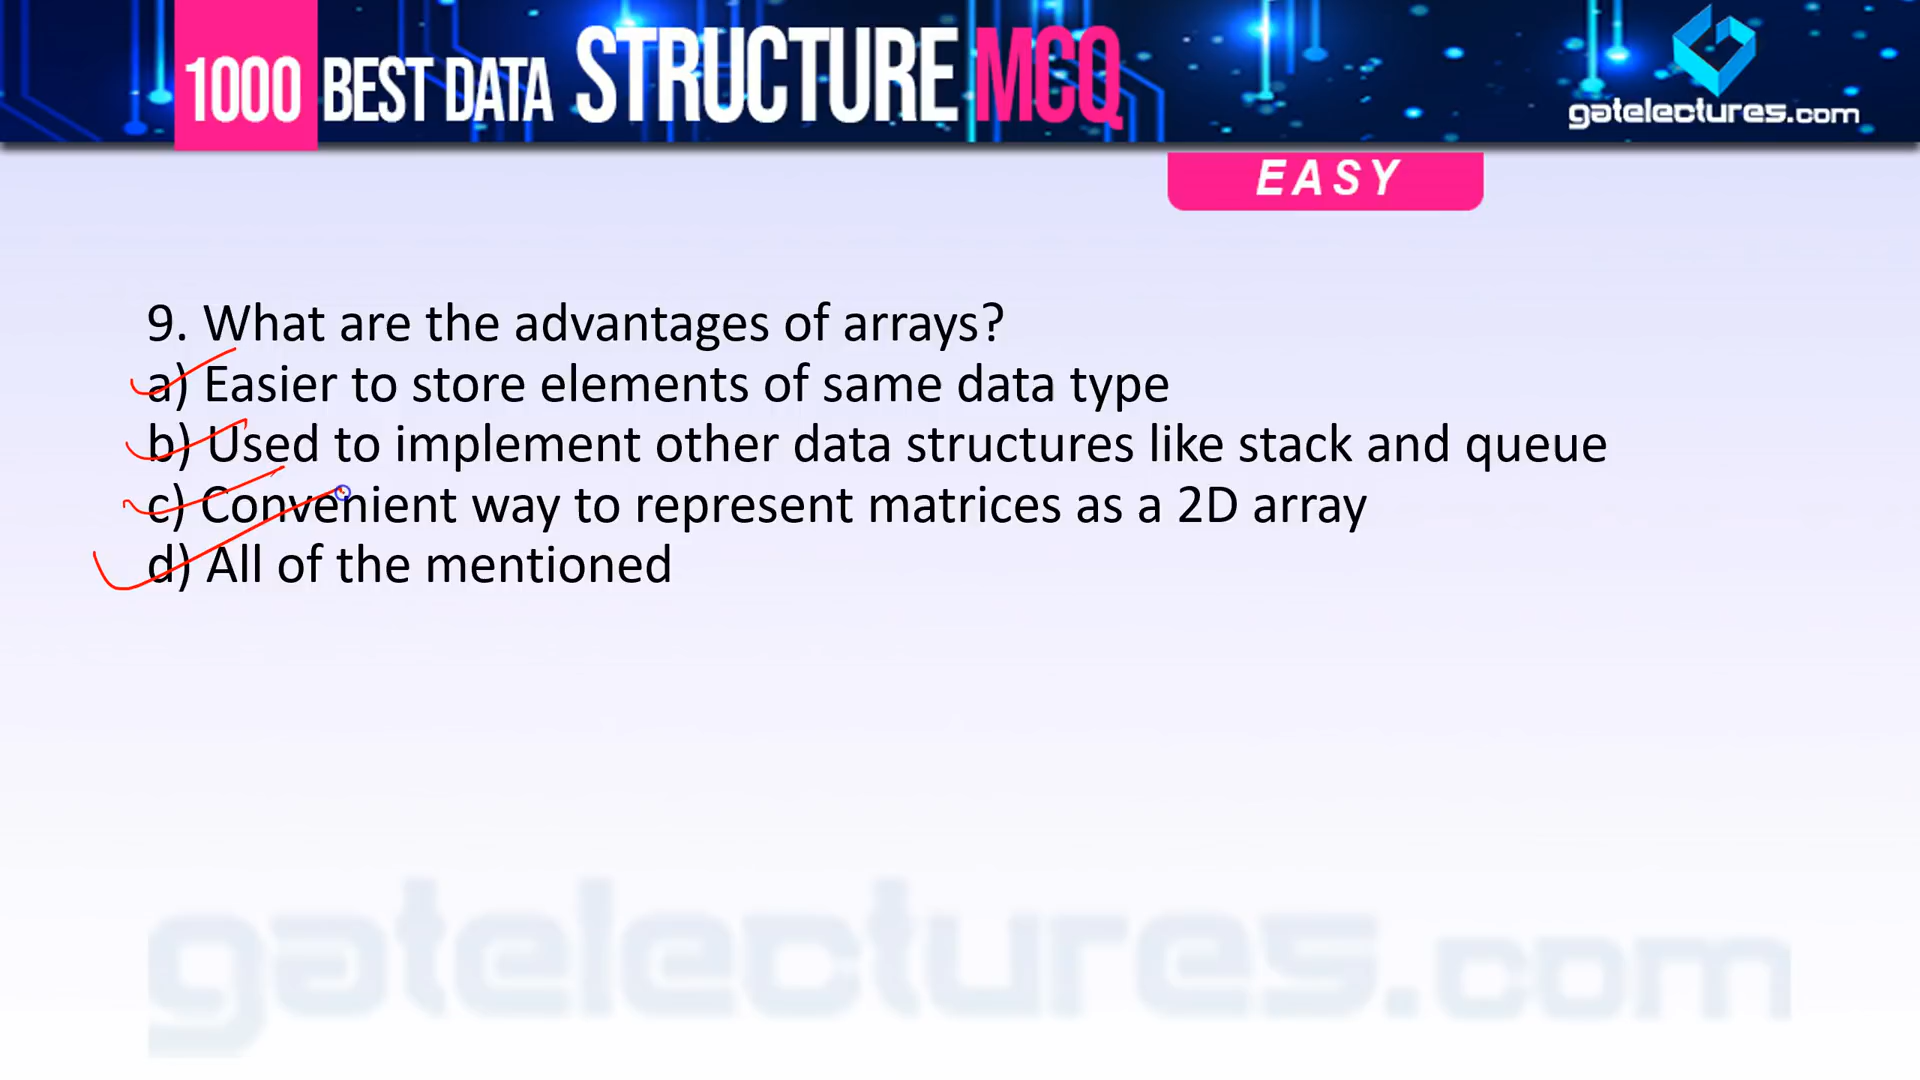 1000 BEST DATA STRUCTURE MCQ
gatelectures.com
EASY
9. What are the advantages of arrays?
a) Easier to store elements of same data type
b) Used to implement other data structures like stack and queue
c) Convenient way to represent matrices as a 2D array
d) All of the mentioned
gatelectures.com